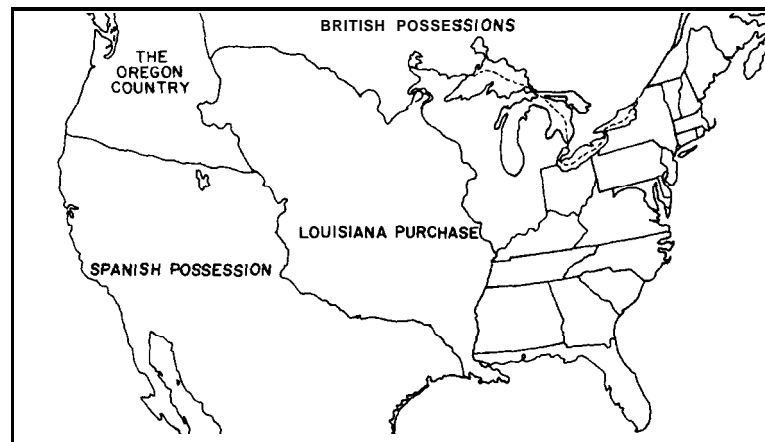 BRITISH POSSESSIONS
THE
OREGON
COUNTRY
LOUISIANA PURCHASE
SPANISH POSSESSION